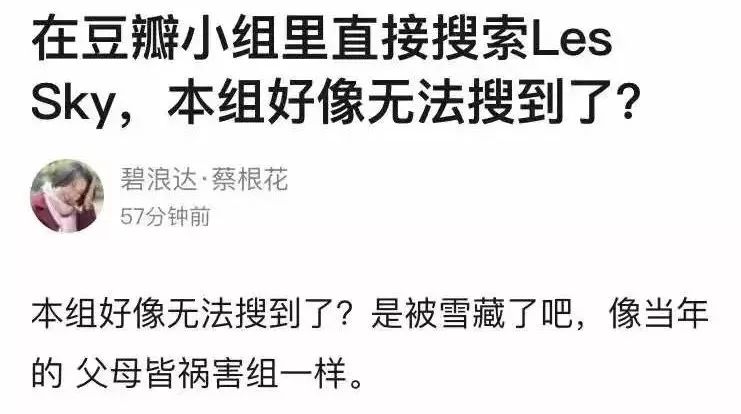 在豆瓣小组里直接搜索Les
Sky，本组好像无法搜到了？
碧浪达·蔡根花
57分钟前
本组好像无法搜到了？是被雪藏了吧，像当年
的 父母皆祸害组一样。